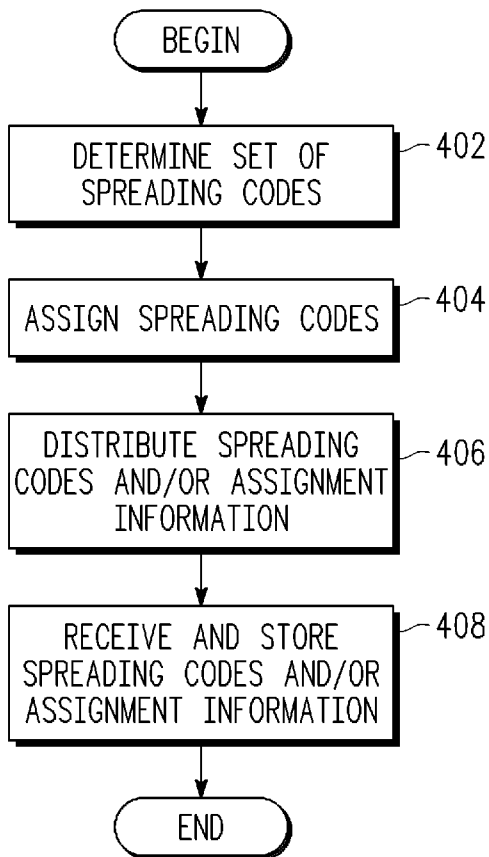 BEGIN
DETERMINE SET OF
SPREADING CODES
402
ASSIGN SPREADING CODES
404
DISTRIBUTE SPREADING
CODES AND/OR ASSIGNMENT
INFORMATION
406
RECEIVE AND STORE
SPREADING CODES AND/OR
ASSIGNMENT INFORMATION
408
END